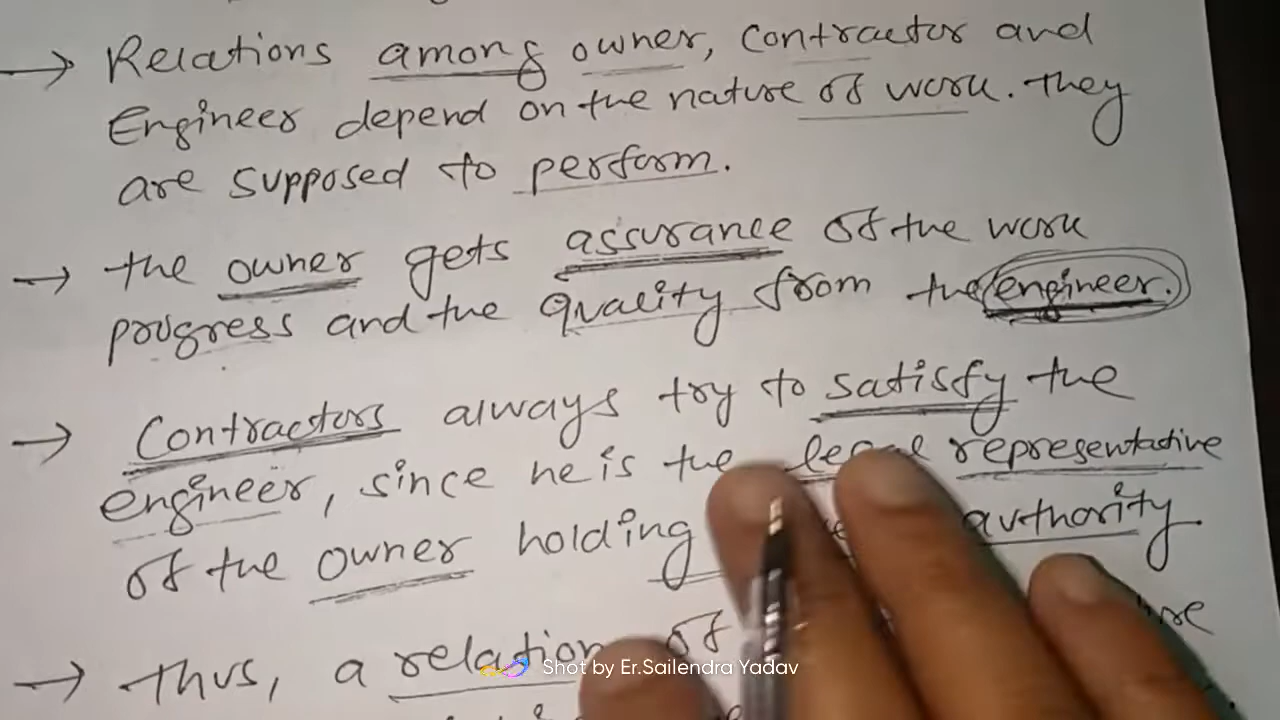 → Relations among owner, Contractor and
Engineer depend on the nature of work. They
are supposed to perform.
→ the owner gets assurance of the work
progress and the quality from the engineer.
→ Contractors always try to satisfy the
engineer, since he is the legal representative
of the owner holding authority
→ Thus, a relation of
Shot by Er.Sailendra Yadav